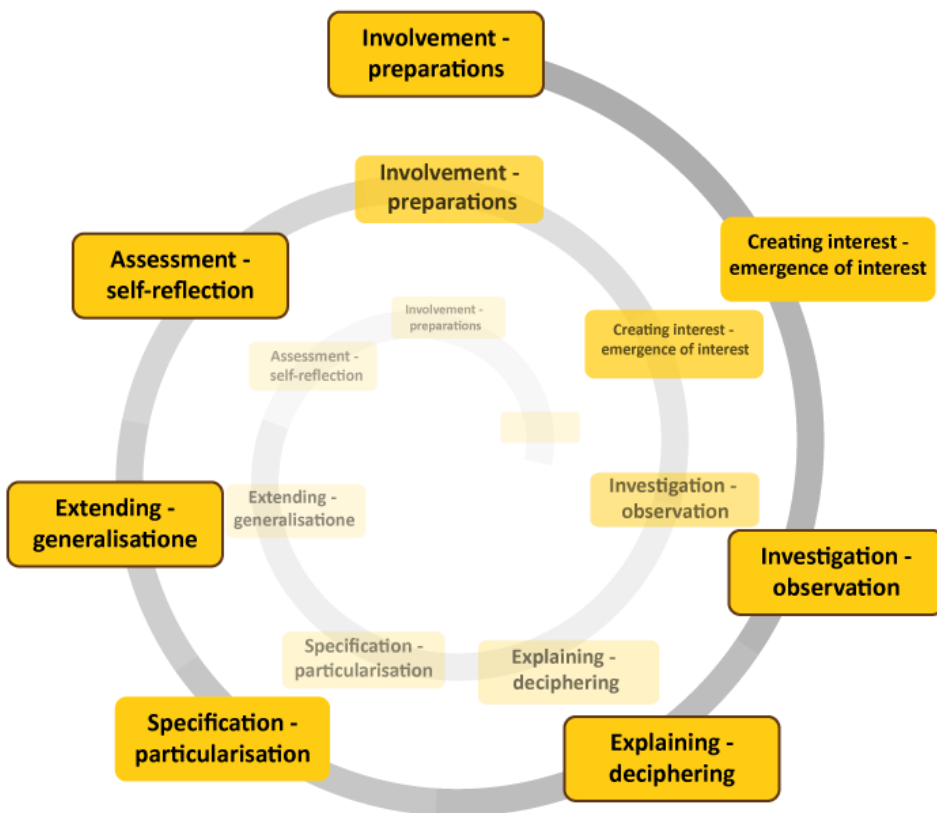 Involvement -
preparations
Creating interest -
emergence of interest
Investigation -
observation
Explaining -
deciphering
Specification -
particularisation
Extending -
generalisatione
Assessment -
self-reflection
Involvement -
preparations
Creating interest -
emergence of interest
Investigation -
observation
Explaining -
deciphering
Specification -
particularisation
Extending -
generalisatione
Assessment -
self-reflection
Involvement -
preparations